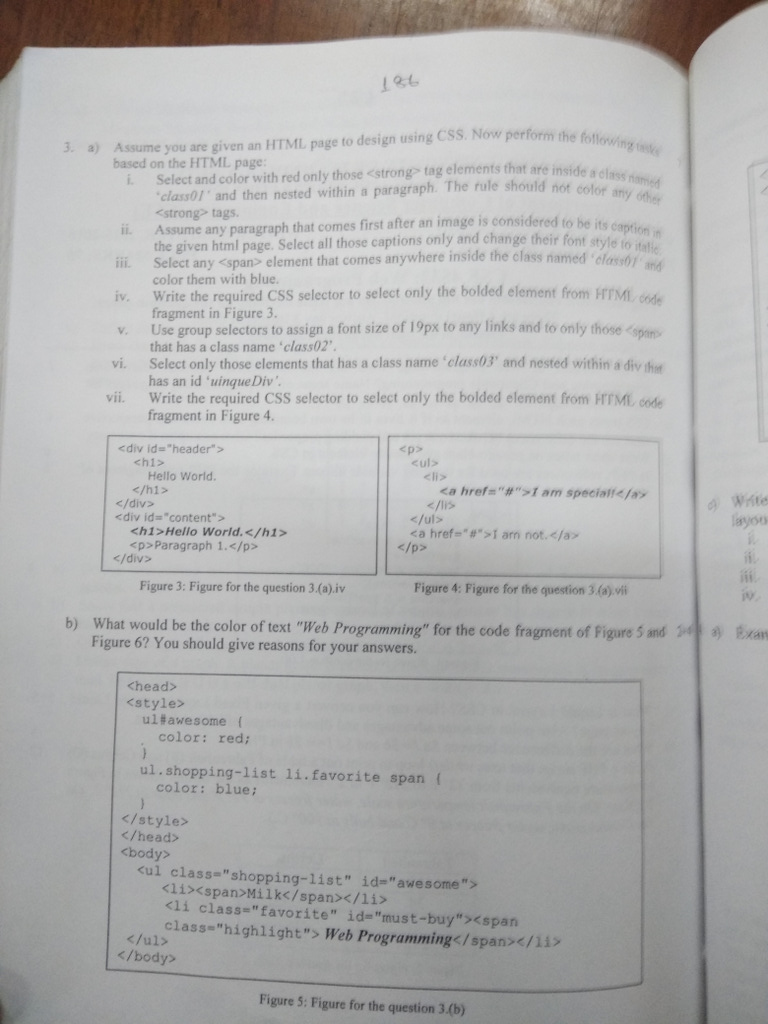 186
3. a) Assume you are given an HTML page to design using CSS. Now perform the following tasks
based on the HTML page:
i. Select and color with red only those <strong> tag elements that are inside a class named
'class01' and then nested within a paragraph. The rule should not color any other
<strong> tags.
ii. Assume any paragraph that comes first after an image is considered to be its caption in
the given html page. Select all those captions only and change their font style to italic.
iii. Select any <span> element that comes anywhere inside the class named 'class01' and
color them with blue.
iv. Write the required CSS selector to select only the bolded element from HTML code
fragment in Figure 3.
v. Use group selectors to assign a font size of 19px to any links and to only those <span>
that has a class name 'class02'.
vi. Select only those elements that has a class name 'class03' and nested within a div that
has an id 'uinqueDiv'.
vii. Write the required CSS selector to select only the bolded element from HTML code
fragment in Figure 4.
<div id="header">
<h1>
Hello World.
</h1>
</div>
<div id="content">
<h1>Hello World.</h1>
<p>Paragraph 1.</p>
</div>
Figure 3: Figure for the question 3.(a).iv
<p>
<ul>
<li>
<a href="#">I am special!</a>
</li>
</ul>
<a href="#">I am not.</a>
</p>
Figure 4: Figure for the question 3.(a).vii
b) What would be the color of text "Web Programming" for the code fragment of Figure 5 and
Figure 6? You should give reasons for your answers.
<head>
<style>
ul#awesome {
color: red;
}
ul.shopping-list li.favorite span {
color: blue;
}
</style>
</head>
<body>
<ul class="shopping-list" id="awesome">
<li><span>Milk</span></li>
<li class="favorite" id="must-buy"><span
class="highlight"> Web Programming</span></li>
</ul>
</body>
Figure 5: Figure for the question 3.(b)
c) Write
layou
i.
ii.
iii.
iv.
a) Exan